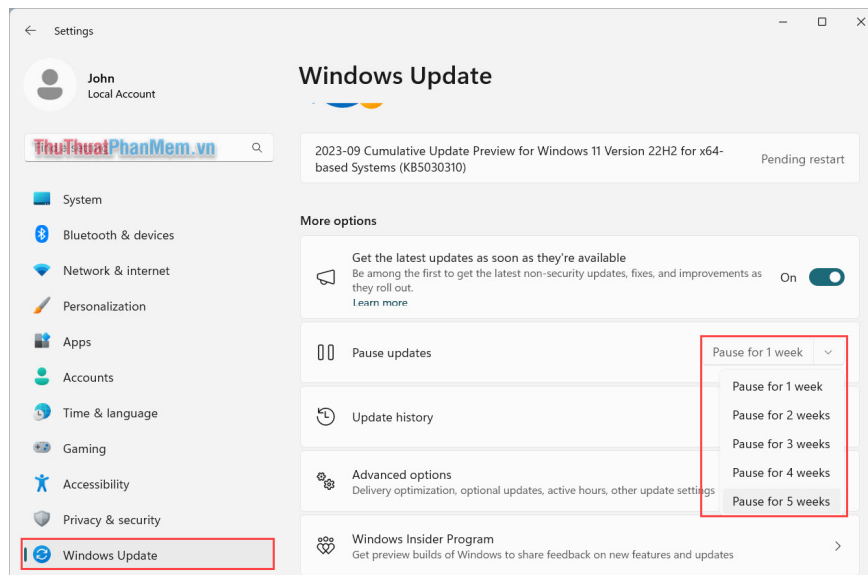 Settings
John
Local Account
ThuThuatPhanMem.vn
System
Bluetooth & devices
Network & internet
Personalization
Apps
Accounts
Time & language
Gaming
Accessibility
Privacy & security
Windows Update
Windows Update
2023-09 Cumulative Update Preview for Windows 11 Version 22H2 for x64-
based Systems (KB5030310)
Pending restart
More options
Get the latest updates as soon as they're available
Be among the first to get the latest non-security updates, fixes, and improvements as
they roll out.
Learn more
On
Pause updates
Pause for 1 week
Pause for 1 week
Pause for 2 weeks
Pause for 3 weeks
Pause for 4 weeks
Pause for 5 weeks
Update history
Advanced options
Delivery optimization, optional updates, active hours, other update settings
Windows Insider Program
Get preview builds of Windows to share feedback on new features and updates